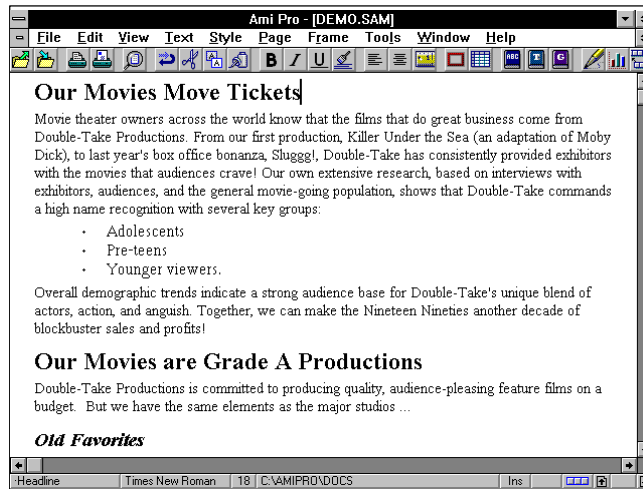 Ami Pro - [DEMO.SAM]
File Edit View Text Style Page Frame Tools Window Help
B I U ABC T G
Our Movies Move Tickets
Movie theater owners across the world know that the films that do great business come from
Double-Take Productions. From our first production, Killer Under the Sea (an adaptation of Moby
Dick), to last year's box office bonanza, Sluggg!, Double-Take has consistently provided exhibitors
with the movies that audiences crave! Our own extensive research, based on interviews with
exhibitors, audiences, and the general movie-going population, shows that Double-Take commands
a high name recognition with several key groups:
• Adolescents
• Pre-teens
• Younger viewers.
Overall demographic trends indicate a strong audience base for Double-Take's unique blend of
actors, action, and anguish. Together, we can make the Nineteen Nineties another decade of
blockbuster sales and profits!
Our Movies are Grade A Productions
Double-Take Productions is committed to producing quality, audience-pleasing feature films on a
budget. But we have the same elements as the major studios ...
Old Favorites
·Headline Times New Roman 18 C:\AMIPRO\DOCS Ins